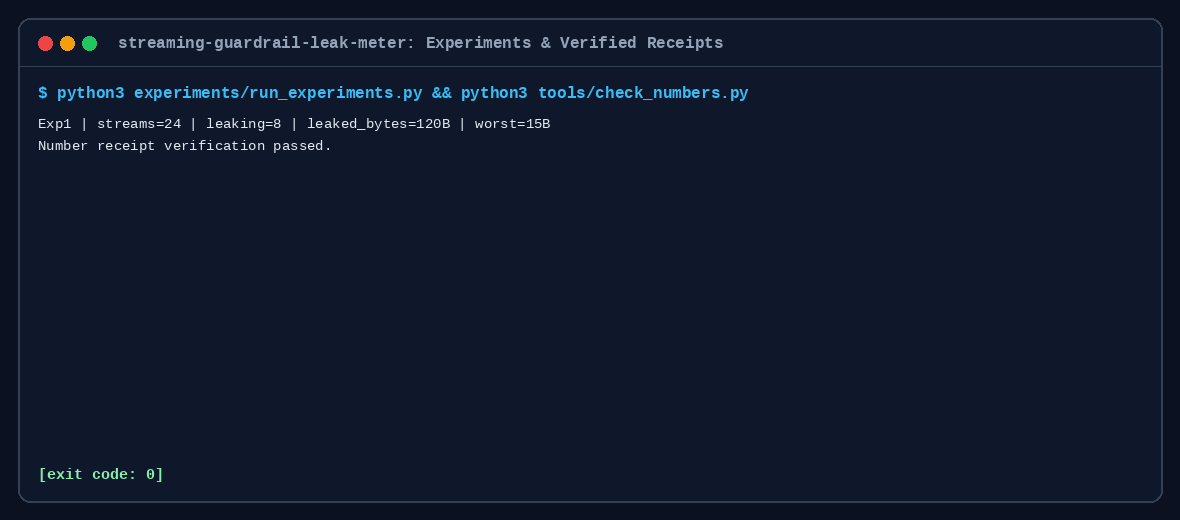 streaming-guardrail-leak-meter: Experiments & Verified Receipts
$ python3 experiments/run_experiments.py && python3 tools/check_numbers.py
Exp1 | streams=24 | leaking=8 | leaked_bytes=120B | worst=15B
Number receipt verification passed.
[exit code: 0]